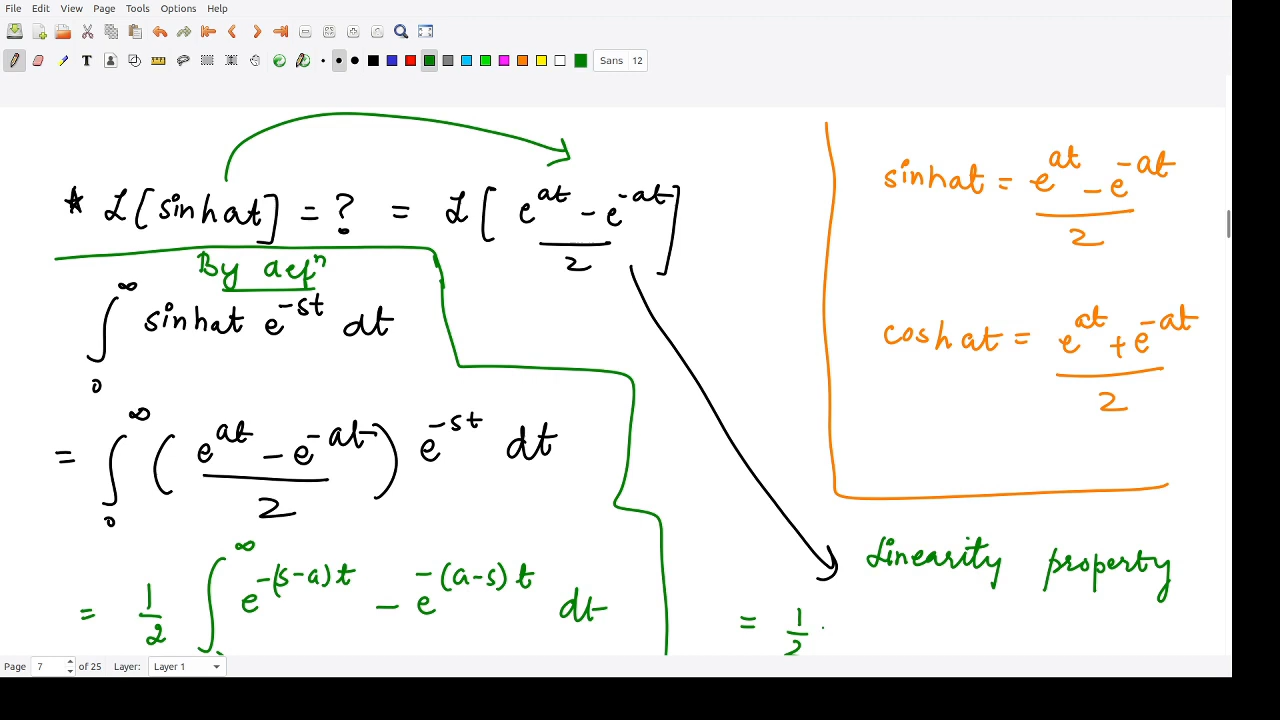 File Edit View Page Tools Options Help
T Sans 12
* L[sinhat] = ? = L[ (e^{at} - e^{-at})/2 ]
By defⁿ
∫₀^∞ sinhat e^{-st} dt
= ∫₀^∞ ( (e^{at} - e^{-at})/2 ) e^{-st} dt
= 1/2 ∫ ^∞ e^{-(s-a)t} - e^{-(a-s)t} dt
sinhat = (e^{at} - e^{-at})/2
coshat = (e^{at} + e^{-at})/2
Linearity property
= 1/2
Page 7 of 25 Layer: Layer 1